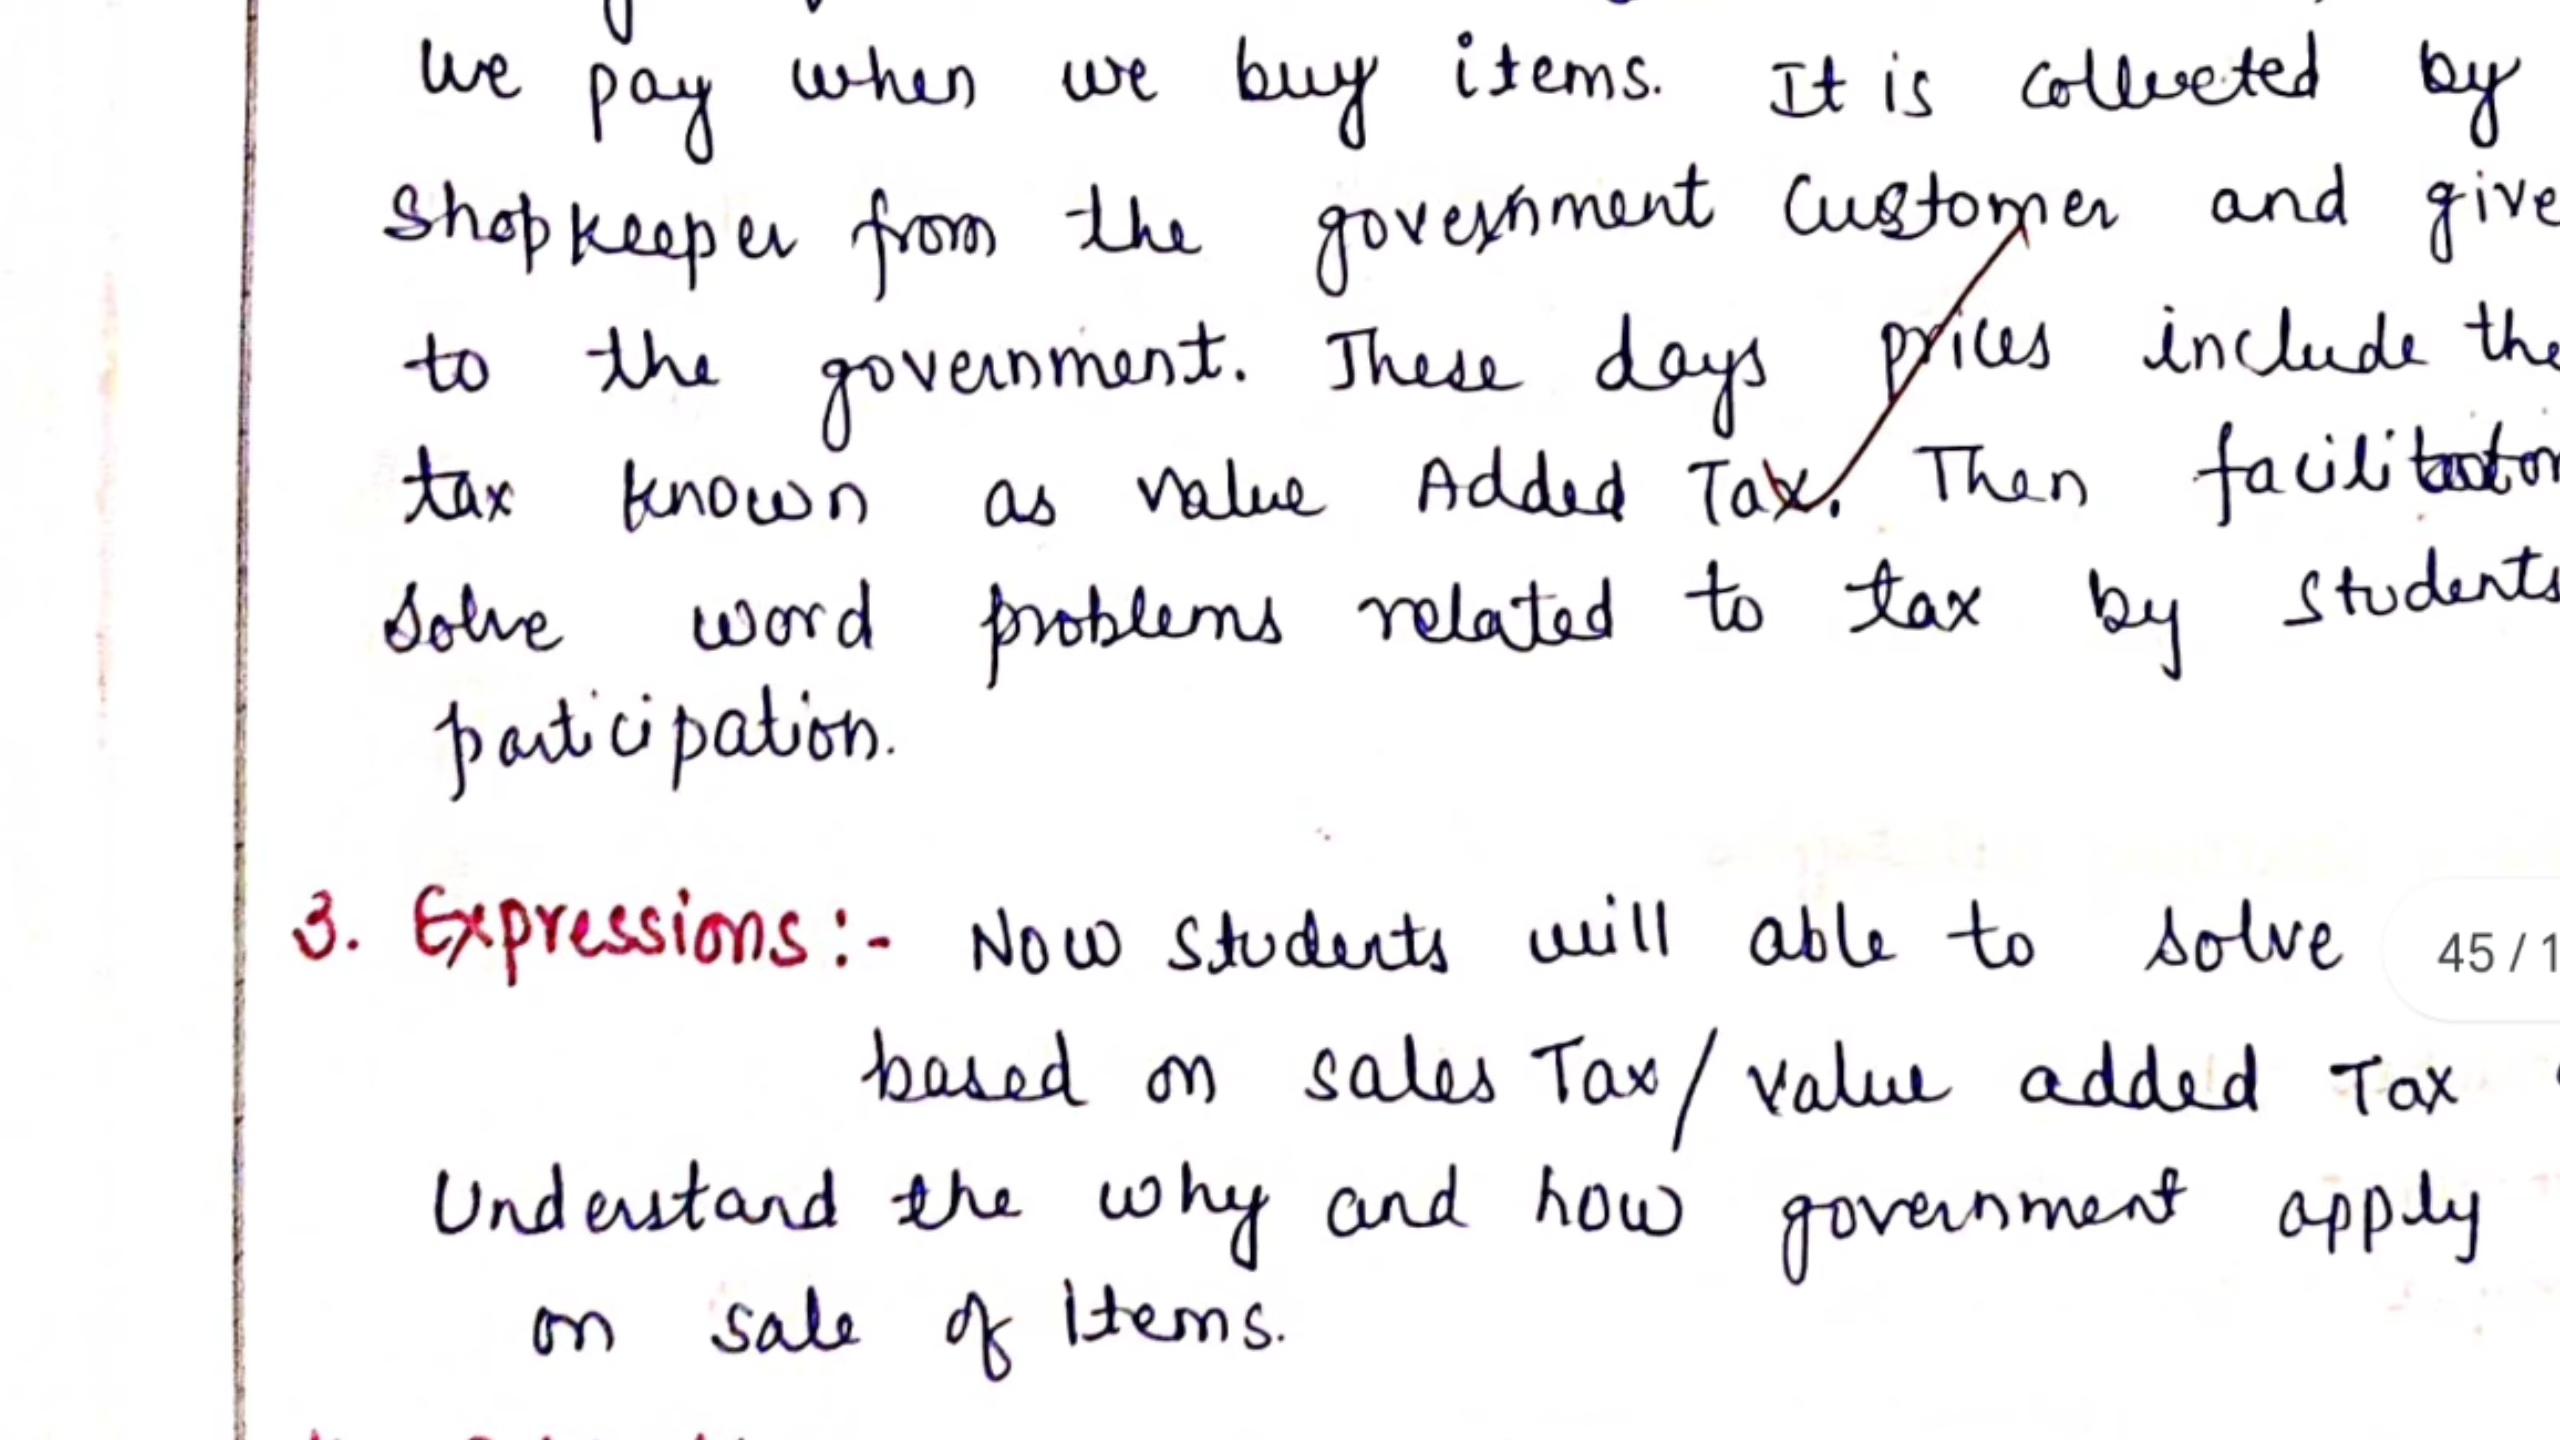 we pay when we buy items. It is collected by
Shopkeeper from the government Customer and give
to the government. These days prices include the
tax known as value Added Tax. Then facilitator
solve word problems related to tax by students
participation.
3. Expressions:- Now students will able to solve
45 / 1
based on sales Tax/value added Tax
Understand the why and how government apply
on sale of Items.